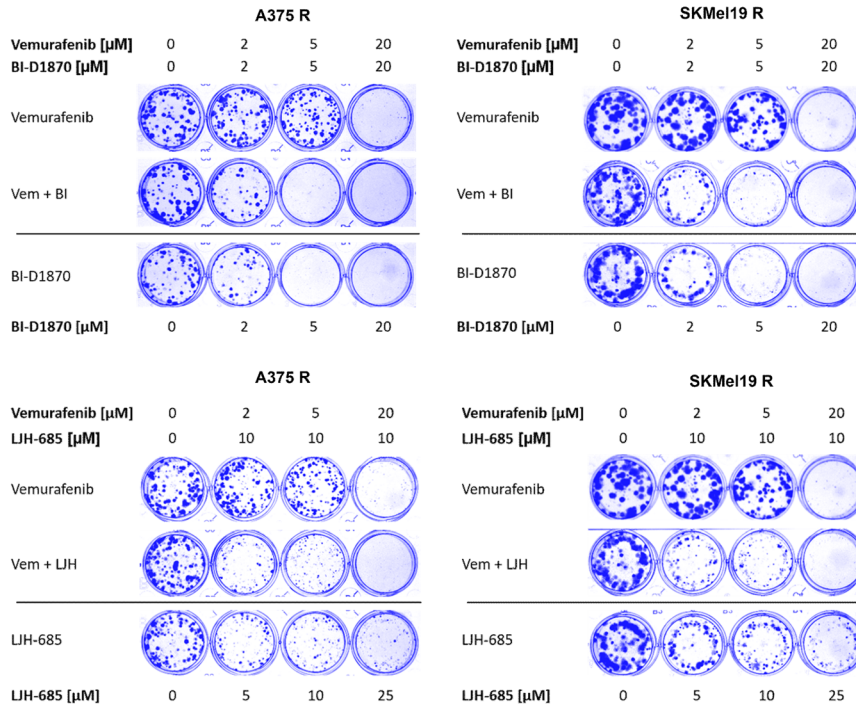 A375 R
Vemurafenib [µM] 0 2 5 20
BI-D1870 [µM] 0 2 5 20
Vemurafenib
Vem + BI
BI-D1870
BI-D1870 [µM] 0 2 5 20
SKMel19 R
Vemurafenib [µM] 0 2 5 20
BI-D1870 [µM] 0 2 5 20
Vemurafenib
Vem + BI
BI-D1870
BI-D1870 [µM] 0 2 5 20
A375 R
Vemurafenib [µM] 0 2 5 20
LJH-685 [µM] 0 10 10 10
Vemurafenib
Vem + LJH
LJH-685
LJH-685 [µM] 0 5 10 25
SKMel19 R
Vemurafenib [µM] 0 2 5 20
LJH-685 [µM] 0 10 10 10
Vemurafenib
Vem + LJH
LJH-685
LJH-685 [µM] 0 5 10 25